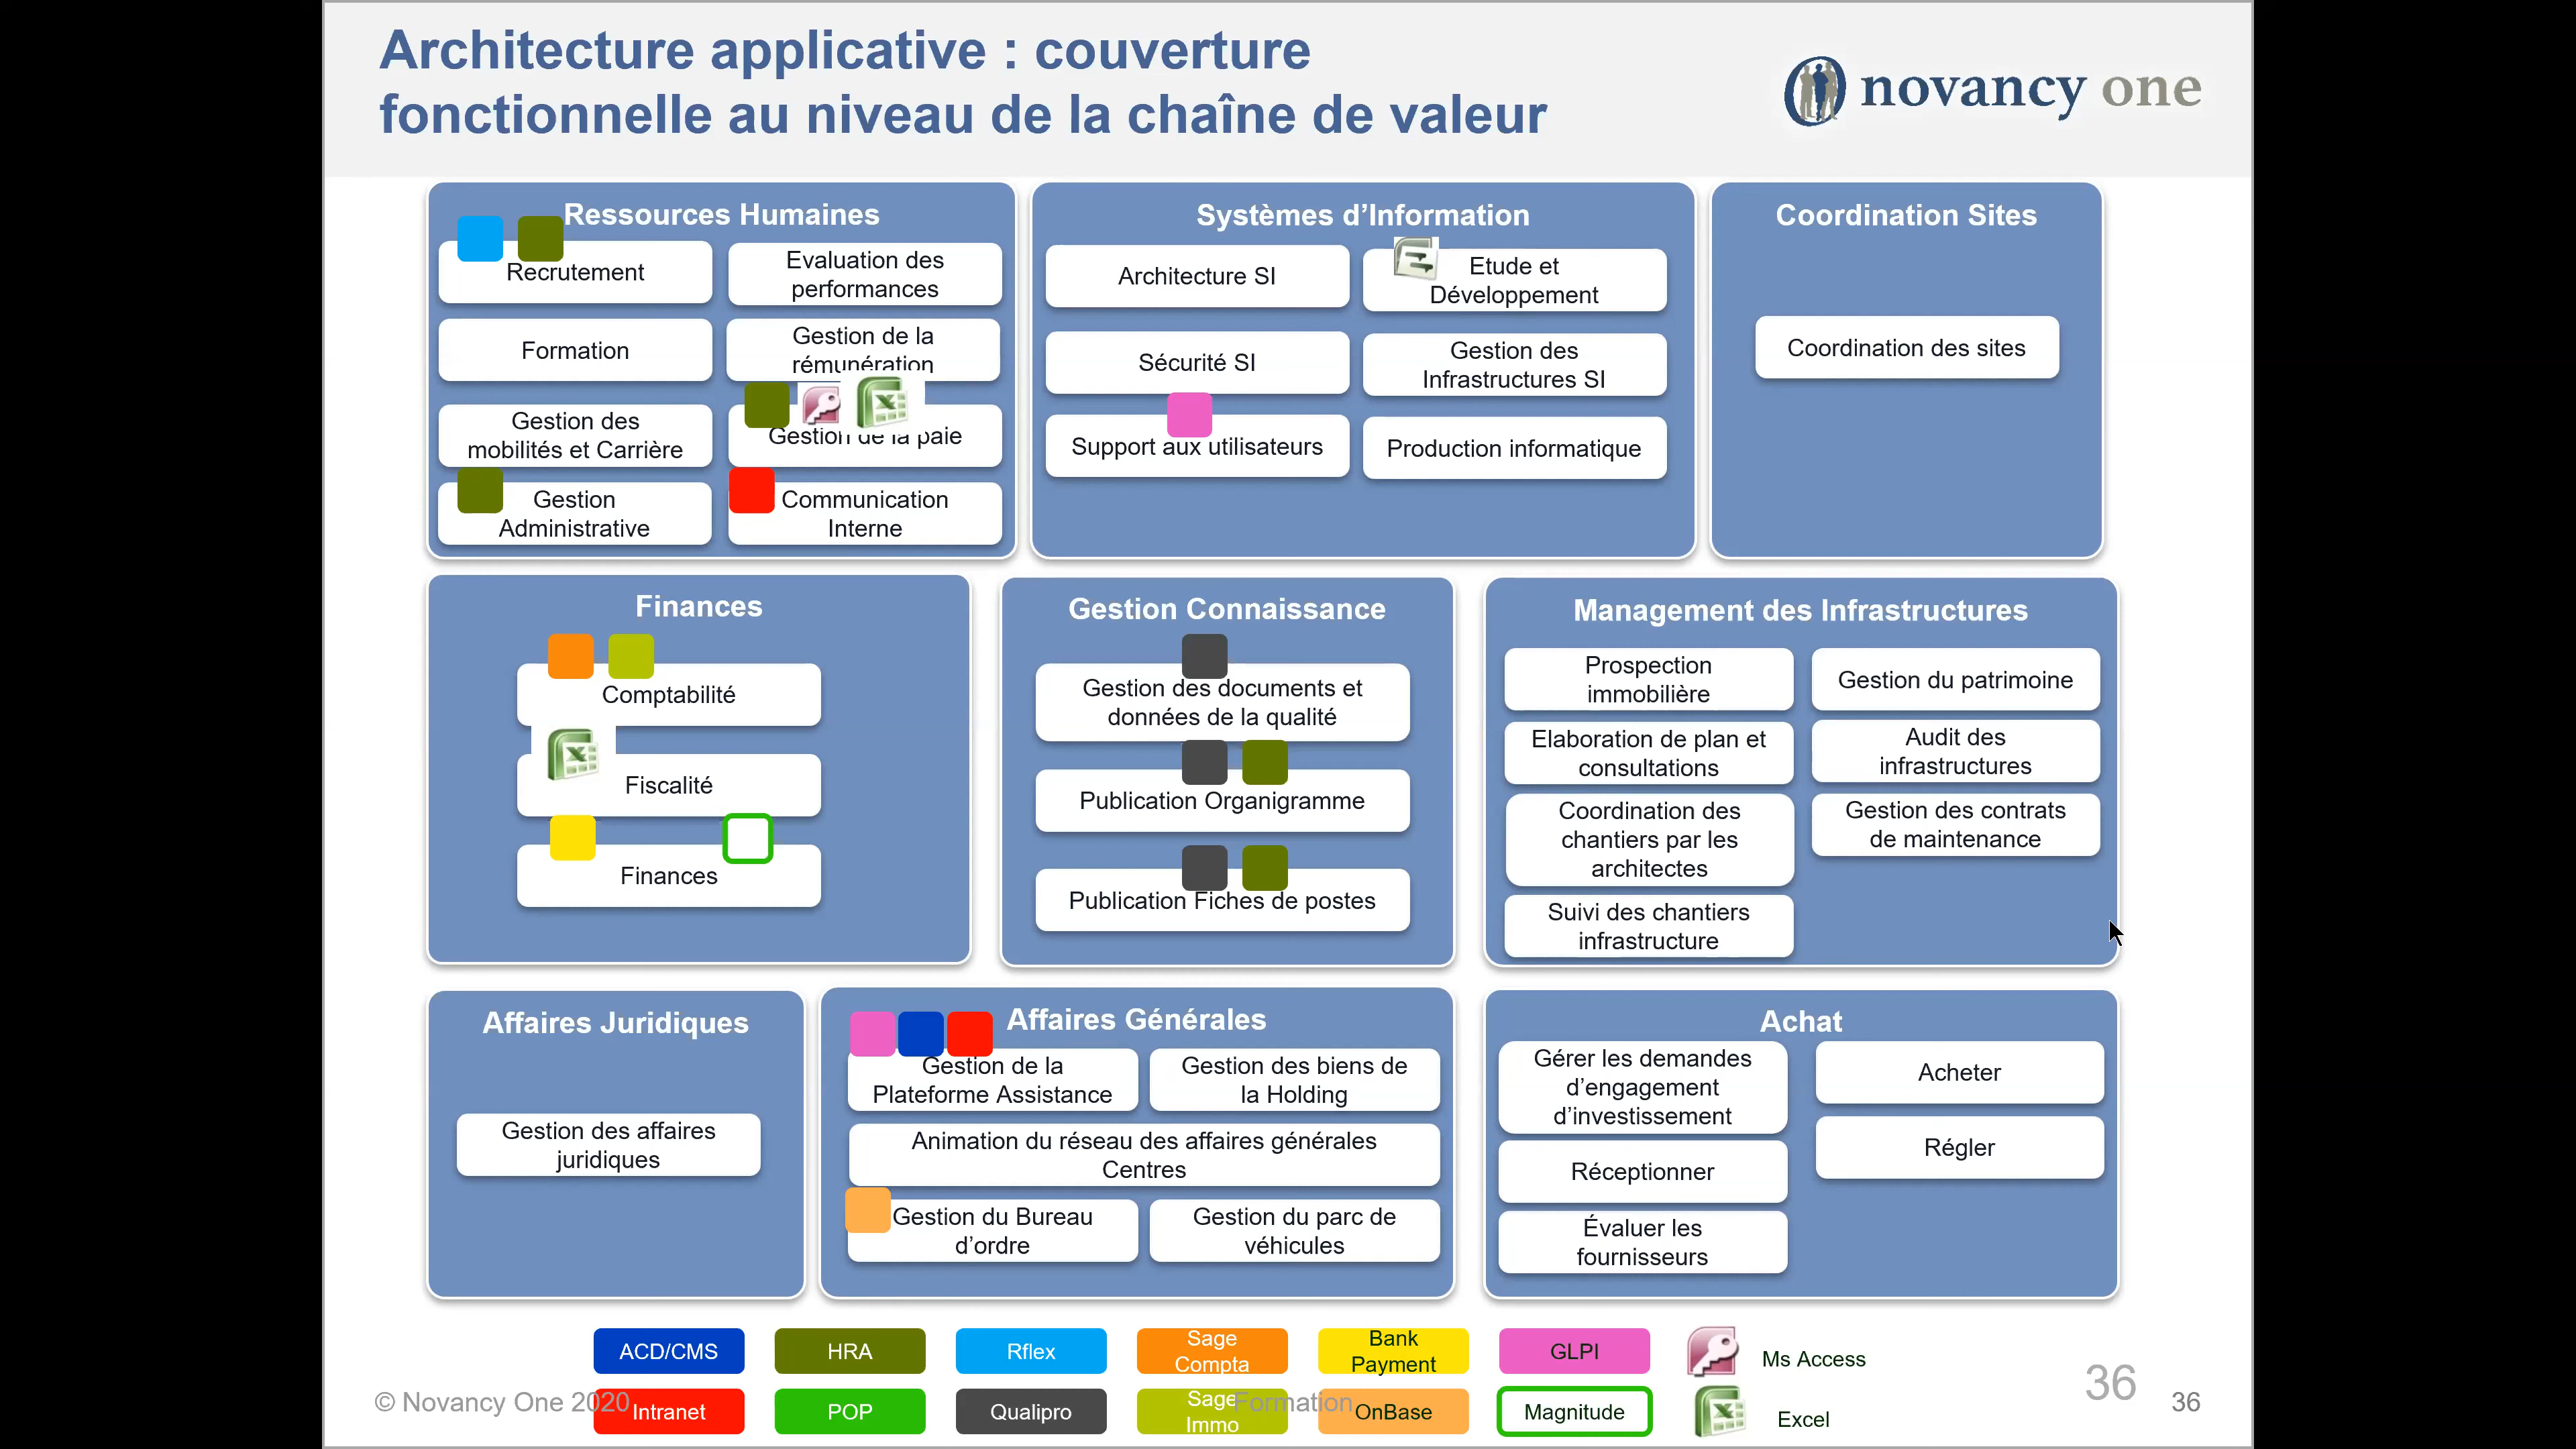 Architecture applicative : couverture
fonctionnelle au niveau de la chaîne de valeur
novancy one
Ressources Humaines
Recrutement
Evaluation des
performances
Formation
Gestion de la
rémunération
Gestion des
mobilités et Carrière
Gestion de la paie
Gestion
Administrative
Communication
Interne
Systèmes d’Information
Architecture SI
Etude et
Développement
Sécurité SI
Gestion des
Infrastructures SI
Support aux utilisateurs
Production informatique
Coordination Sites
Coordination des sites
Finances
Comptabilité
Fiscalité
Finances
Gestion Connaissance
Gestion des documents et
données de la qualité
Publication Organigramme
Publication Fiches de postes
Management des Infrastructures
Prospection
immobilière
Gestion du patrimoine
Elaboration de plan et
consultations
Audit des
infrastructures
Coordination des
chantiers par les
architectes
Gestion des contrats
de maintenance
Suivi des chantiers
infrastructure
Affaires Juridiques
Gestion des affaires
juridiques
Affaires Générales
Gestion de la
Plateforme Assistance
Gestion des biens de
la Holding
Animation du réseau des affaires générales
Centres
Gestion du Bureau
d’ordre
Gestion du parc de
véhicules
Achat
Gérer les demandes
d’engagement
d’investissement
Acheter
Réceptionner
Régler
Évaluer les
fournisseurs
ACD/CMS
HRA
Rflex
Sage
Compta
Bank
Payment
GLPI
Ms Access
Intranet
POP
Qualipro
Sage
Immo
OnBase
Magnitude
Excel
© Novancy One 2020
Formation
36
36